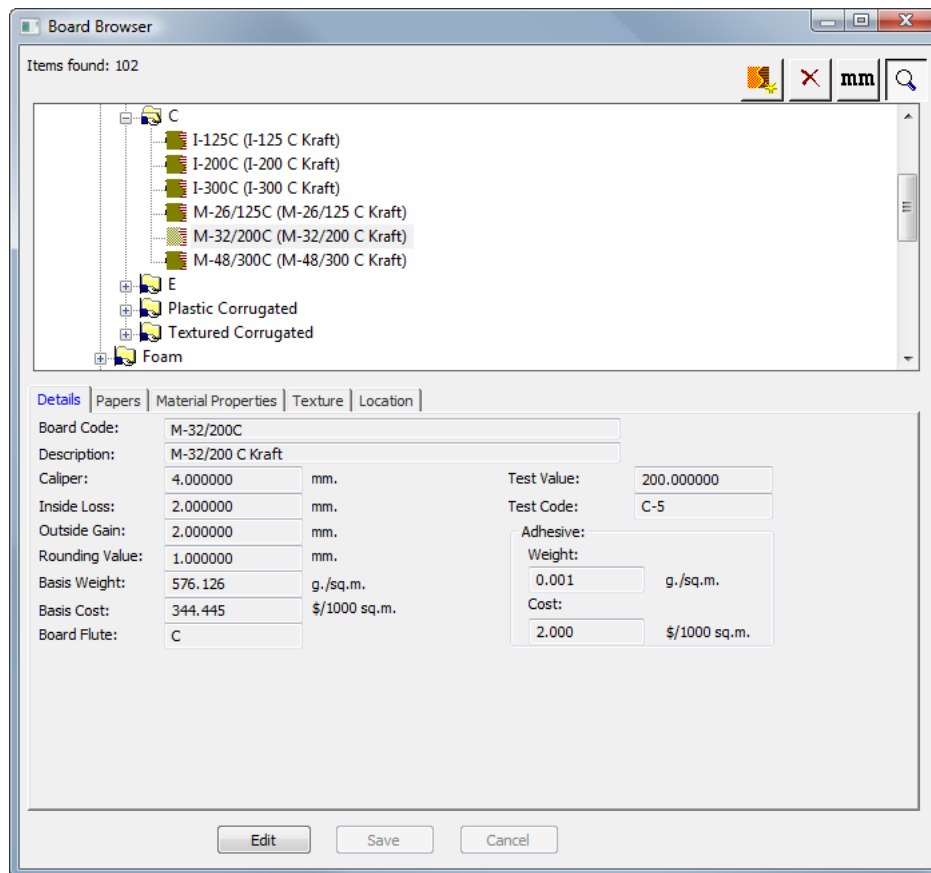 Board Browser
Items found: 102
mm
C
I-125C (I-125 C Kraft)
I-200C (I-200 C Kraft)
I-300C (I-300 C Kraft)
M-26/125C (M-26/125 C Kraft)
M-32/200C (M-32/200 C Kraft)
M-48/300C (M-48/300 C Kraft)
E
Plastic Corrugated
Textured Corrugated
Foam
Details Papers Material Properties Texture Location
Board Code: M-32/200C
Description: M-32/200 C Kraft
Caliper: 4.000000 mm. Test Value: 200.000000
Inside Loss: 2.000000 mm. Test Code: C-5
Outside Gain: 2.000000 mm. Adhesive:
Rounding Value: 1.000000 mm. Weight:
Basis Weight: 576.126 g./sq.m. 0.001 g./sq.m.
Basis Cost: 344.445 $/1000 sq.m. Cost:
Board Flute: C 2.000 $/1000 sq.m.
Edit Save Cancel